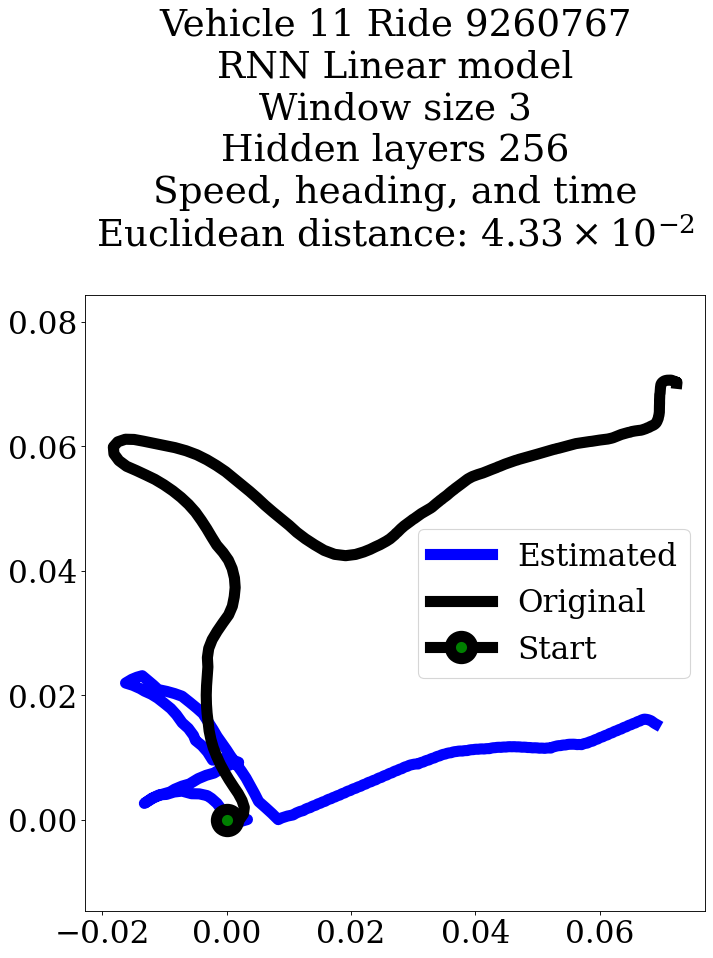 Vehicle 11 Ride 9260767
RNN Linear model
Window size 3
Hidden layers 256
Speed, heading, and time
Euclidean distance: 4.33 × 10⁻²
0.08
0.06
0.04
0.02
0.00
Estimated
Original
Start
−0.02 0.00 0.02 0.04 0.06